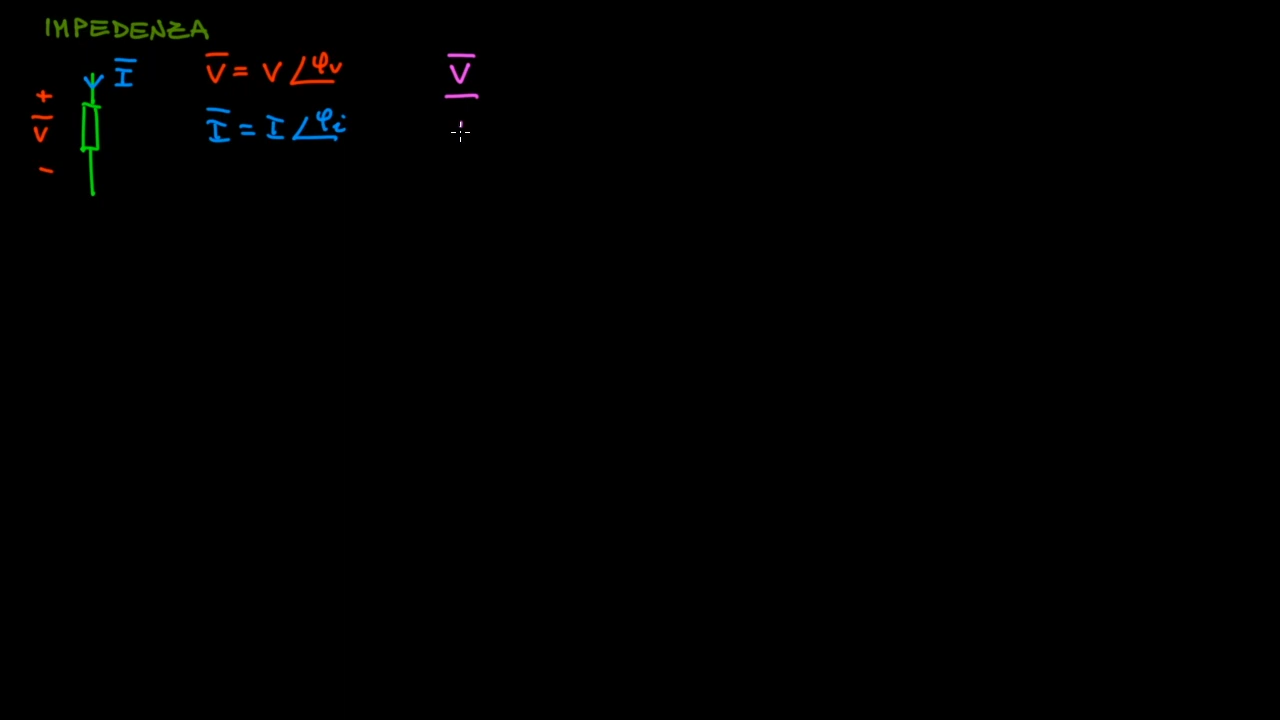 IMPEDENZA
I̅
+
V̅
-
V̅ = V∠φv
I̅ = I∠φi
V̅